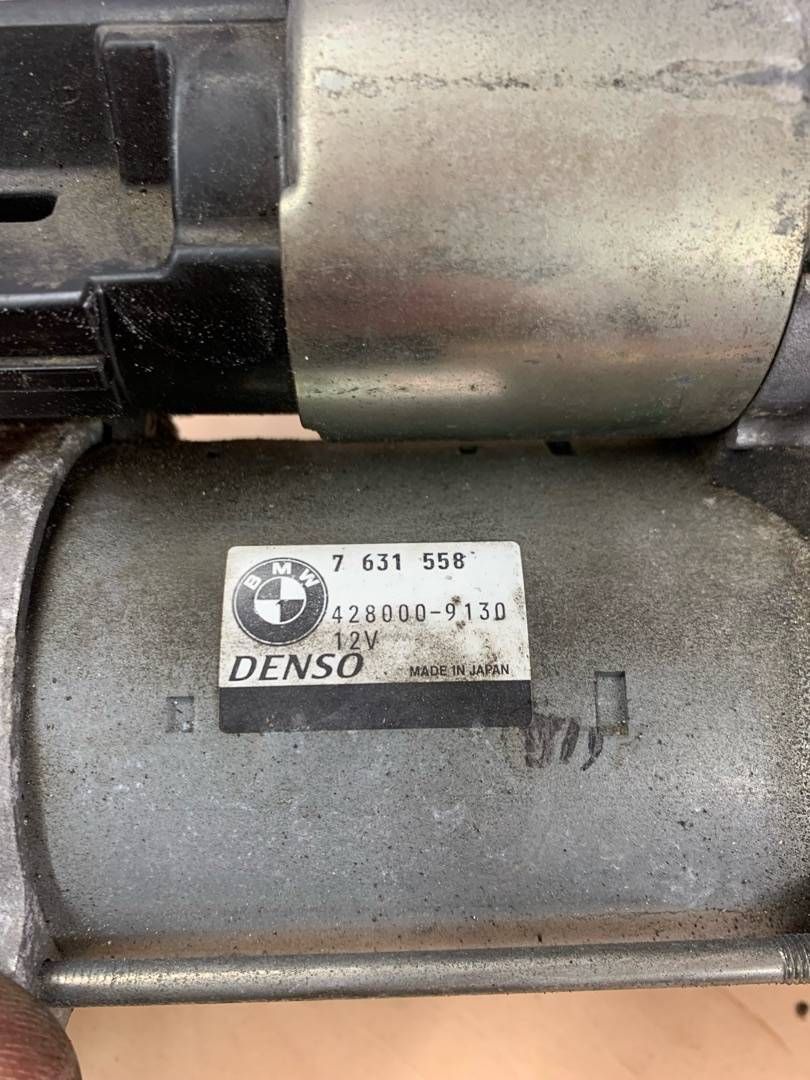 7 631 558
BMW
428000-9130
12V
DENSO MADE IN JAPAN